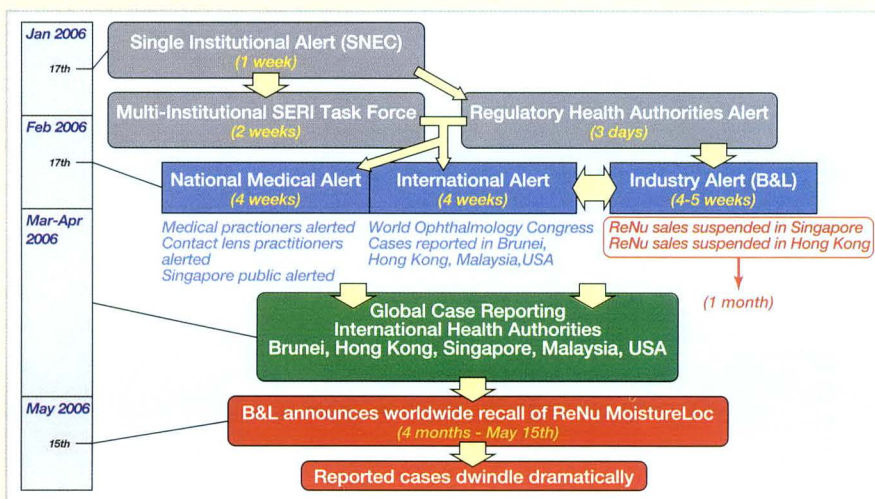 Jan 2006
17th
Feb 2006
17th
Mar-Apr
2006
May 2006
15th
Single Institutional Alert (SNEC)
(1 week)
Multi-Institutional SERI Task Force
(2 weeks)
Regulatory Health Authorities Alert
(3 days)
National Medical Alert
(4 weeks)
International Alert
(4 weeks)
Industry Alert (B&L)
(4-5 weeks)
Medical practioners alerted
Contact lens practitioners
alerted
Singapore public alerted
World Ophthalmology Congress
Cases reported in Brunei,
Hong Kong, Malaysia,USA
ReNu sales suspended in Singapore
ReNu sales suspended in Hong Kong
(1 month)
Global Case Reporting
International Health Authorities
Brunei, Hong Kong, Singapore, Malaysia, USA
B&L announces worldwide recall of ReNu MoistureLoc
(4 months - May 15th)
Reported cases dwindle dramatically